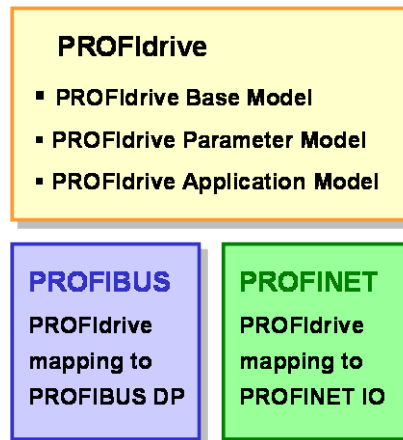 PROFIdrive
▪ PROFIdrive Base Model
▪ PROFIdrive Parameter Model
▪ PROFIdrive Application Model
PROFIBUS
PROFIdrive
mapping to
PROFIBUS DP
PROFINET
PROFIdrive
mapping to
PROFINET IO